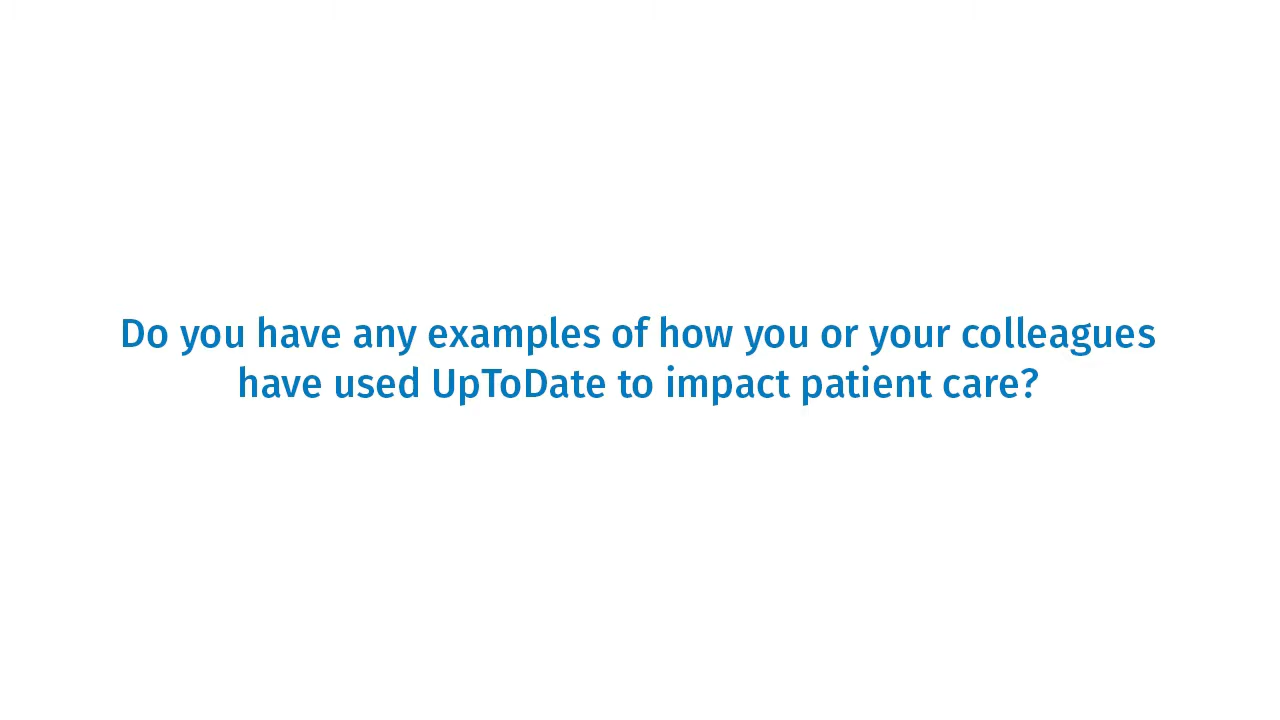 Do you have any examples of how you or your colleagues
have used UpToDate to impact patient care?